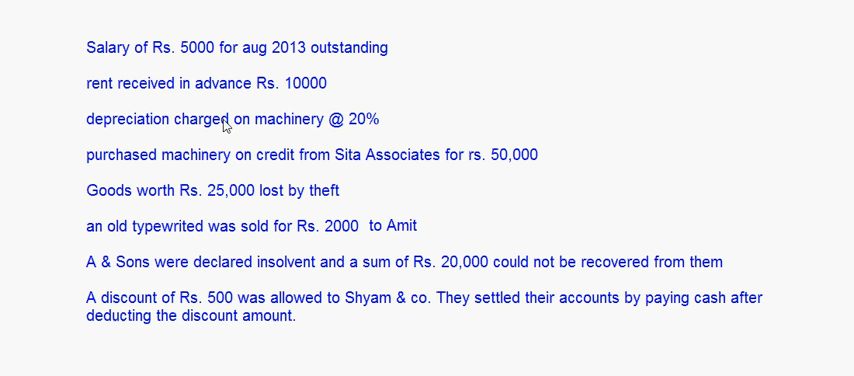 Salary of Rs. 5000 for aug 2013 outstanding
rent received in advance Rs. 10000
depreciation charged on machinery @ 20%
purchased machinery on credit from Sita Associates for rs. 50,000
Goods worth Rs. 25,000 lost by theft
an old typewrited was sold for Rs. 2000 to Amit
A & Sons were declared insolvent and a sum of Rs. 20,000 could not be recovered from them
A discount of Rs. 500 was allowed to Shyam & co. They settled their accounts by paying cash after
deducting the discount amount.